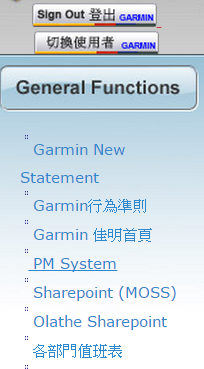 Sign Out 登出 GARMIN
切換使用者 GARMIN
General Functions
Garmin New
Statement
Garmin行為準則
Garmin 佳明首頁
PM System
Sharepoint (MOSS)
Olathe Sharepoint
各部門值班表